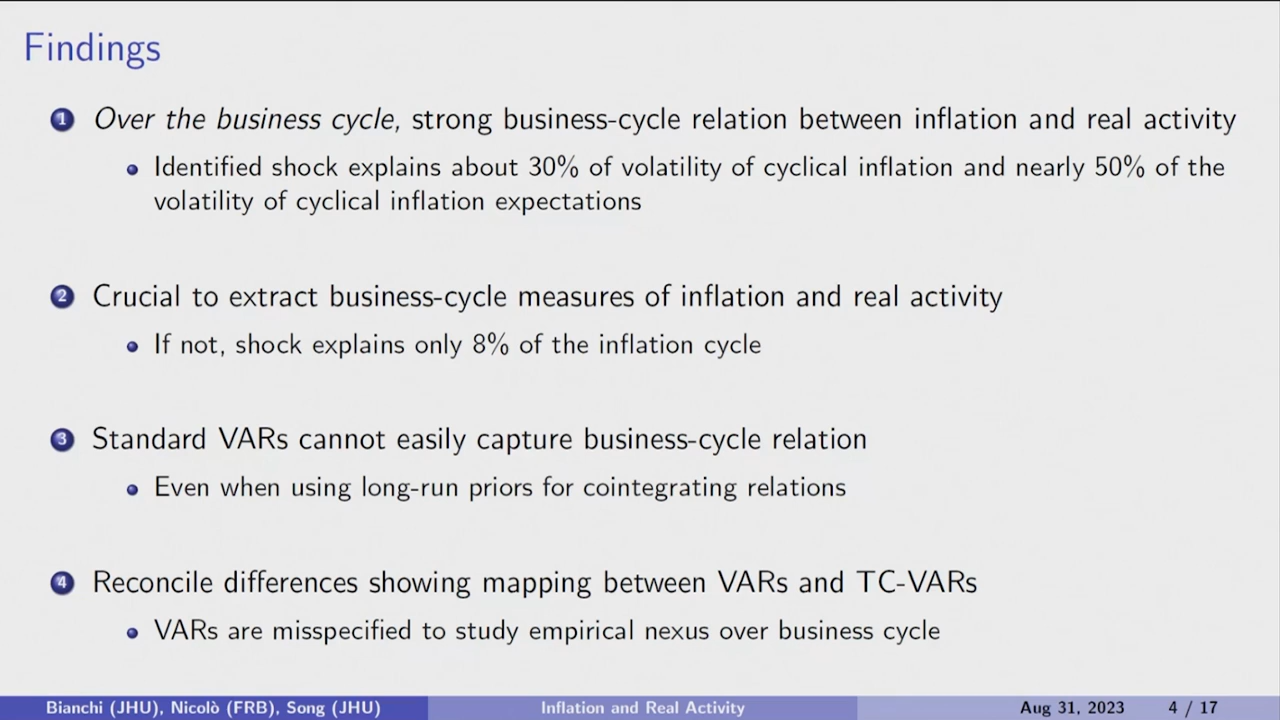 Findings
1 Over the business cycle, strong business-cycle relation between inflation and real activity
Identified shock explains about 30% of volatility of cyclical inflation and nearly 50% of the
volatility of cyclical inflation expectations
2 Crucial to extract business-cycle measures of inflation and real activity
If not, shock explains only 8% of the inflation cycle
3 Standard VARs cannot easily capture business-cycle relation
Even when using long-run priors for cointegrating relations
4 Reconcile differences showing mapping between VARs and TC-VARs
VARs are misspecified to study empirical nexus over business cycle
Bianchi (JHU), Nicolò (FRB), Song (JHU) Inflation and Real Activity Aug 31, 2023 4 / 17